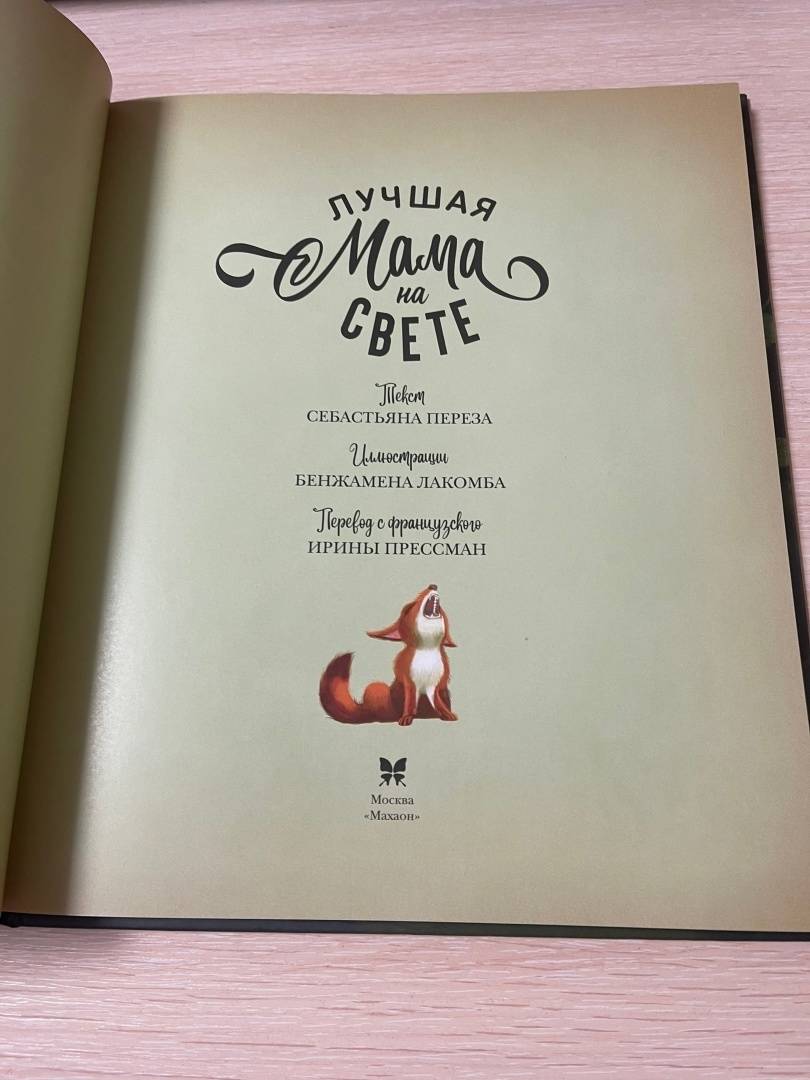 ЛУЧШАЯ
Мама
на
СВЕТЕ
Текст
СЕБАСТЬЯНА ПЕРЕЗА
Иллюстрации
БЕНЖАМЕНА ЛАКОМБА
Перевод с французского
ИРИНЫ ПРЕССМАН
Москва
«Махаон»